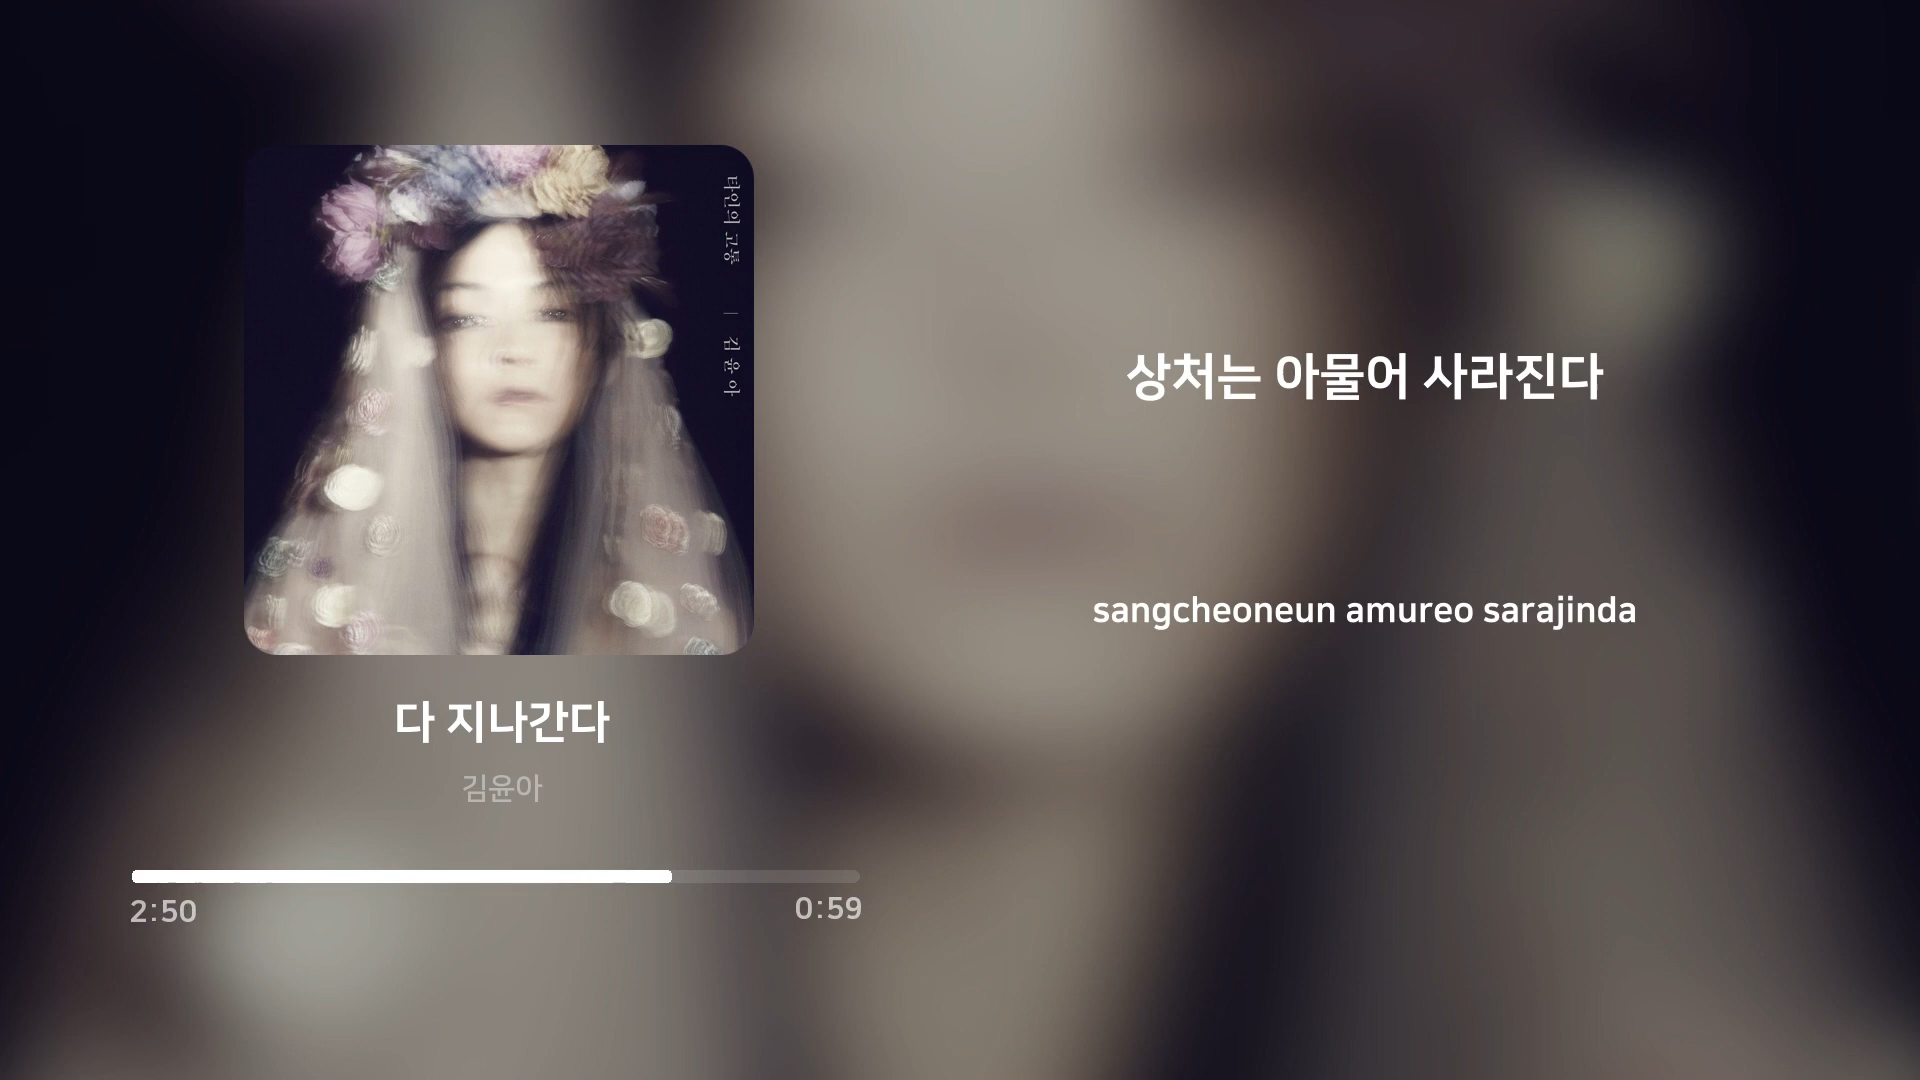 타인의 고통 | 김윤아
다 지나간다
김윤아
2:50
0:59
상처는 아물어 사라진다
sangcheoneun amureo sarajinda